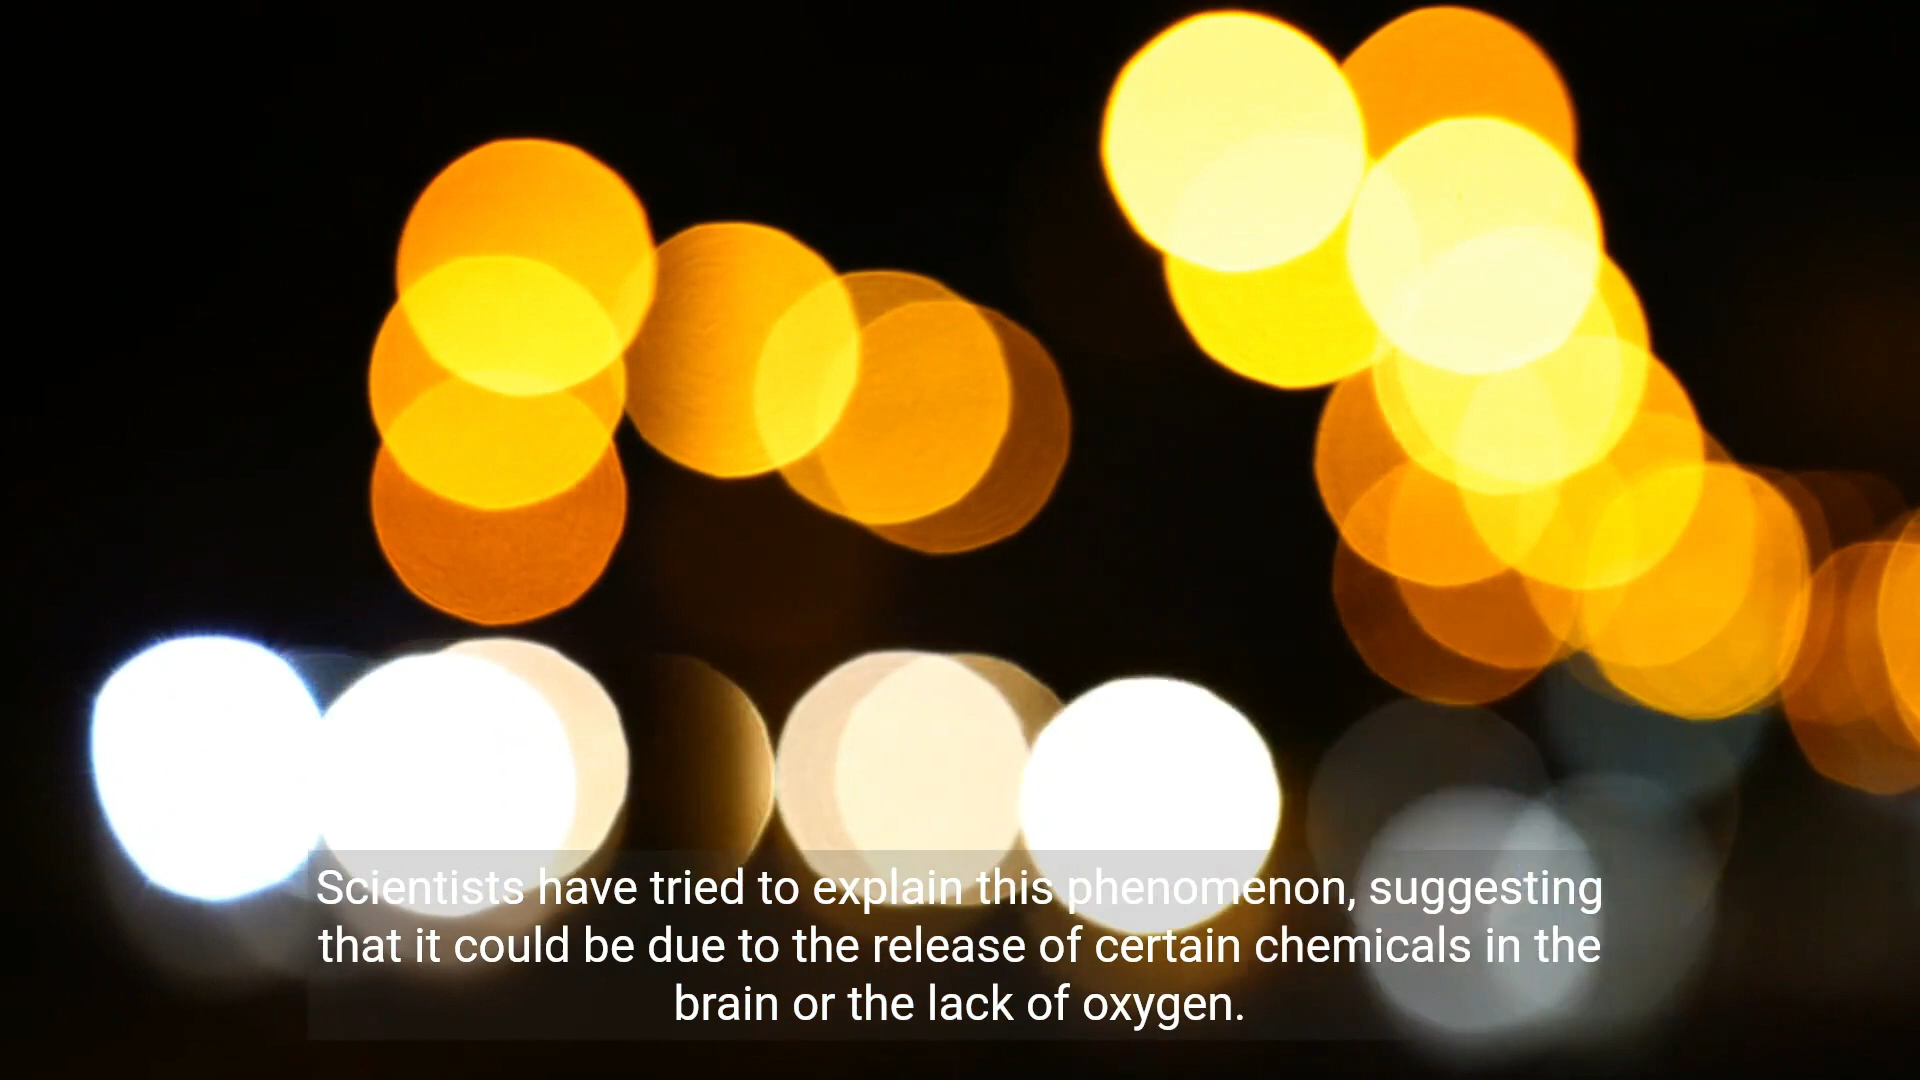 Scientists have tried to explain this phenomenon, suggesting
that it could be due to the release of certain chemicals in the
brain or the lack of oxygen.